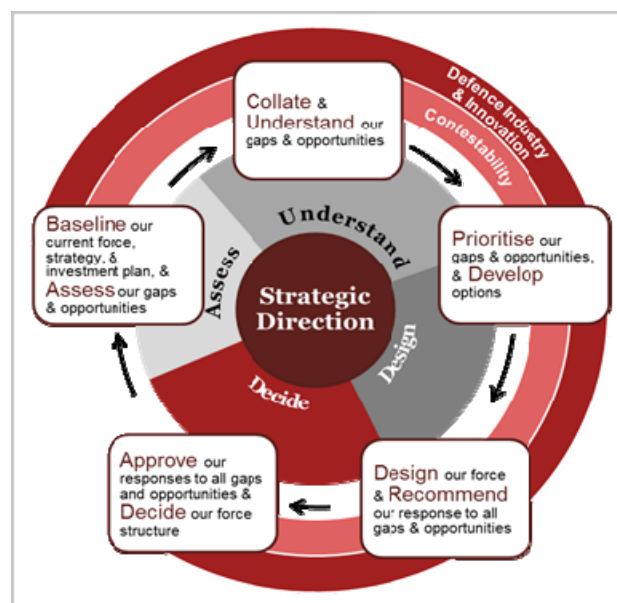 Defence Industry
& Innovation
Contestability
Collate &
Understand our
gaps & opportunities
Understand
Baseline our
current force,
strategy, &
investment plan, &
Assess our gaps
& opportunities
Assess
Strategic
Direction
Prioritise our
gaps & opportunities,
& Develop
options
Design
Decide
Approve our
responses to all gaps
and opportunities &
Decide our force
structure
Design our force
& Recommend
our response to all
gaps & opportunities